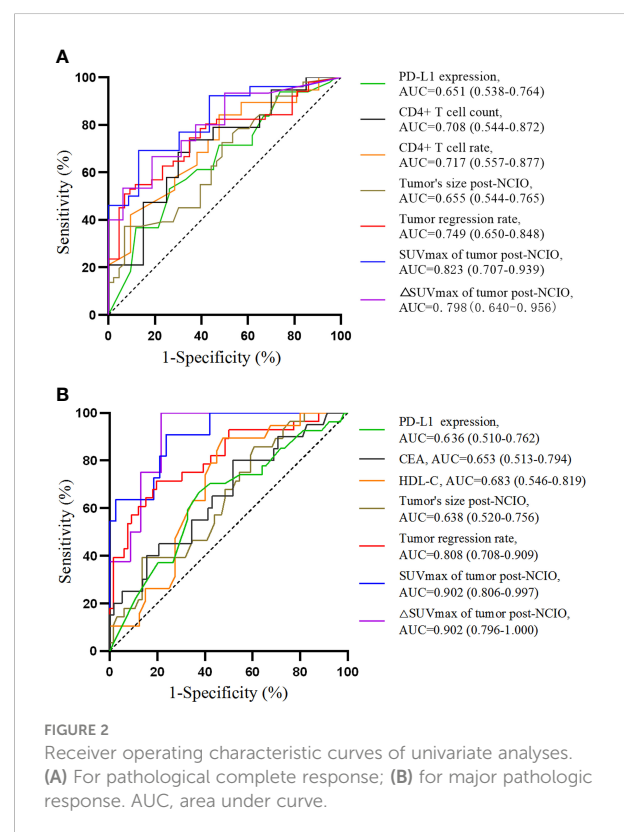 A
100
80
60
40
20
0
Sensitivity (%)
0 20 40 60 80 100
1-Specificity (%)
PD-L1 expression,
AUC=0.651 (0.538-0.764)
CD4+ T cell count,
AUC=0.708 (0.544-0.872)
CD4+ T cell rate,
AUC=0.717 (0.557-0.877)
Tumor's size post-NCIO,
AUC=0.655 (0.544-0.765)
Tumor regression rate,
AUC=0.749 (0.650-0.848)
SUVmax of tumor post-NCIO,
AUC=0.823 (0.707-0.939)
△SUVmax of tumor post-NCIO,
AUC=0.798(0.640-0.956)
B
100
80
60
40
20
0
Sensitivity (%)
0 20 40 60 80 100
1-Specificity (%)
PD-L1 expression,
AUC=0.636 (0.510-0.762)
CEA, AUC=0.653 (0.513-0.794)
HDL-C, AUC=0.683 (0.546-0.819)
Tumor's size post-NCIO,
AUC=0.638 (0.520-0.756)
Tumor regression rate,
AUC=0.808 (0.708-0.909)
SUVmax of tumor post-NCIO,
AUC=0.902 (0.806-0.997)
△SUVmax of tumor post-NCIO,
AUC=0.902 (0.796-1.000)
FIGURE 2
Receiver operating characteristic curves of univariate analyses.
(A) For pathological complete response; (B) for major pathologic
response. AUC, area under curve.